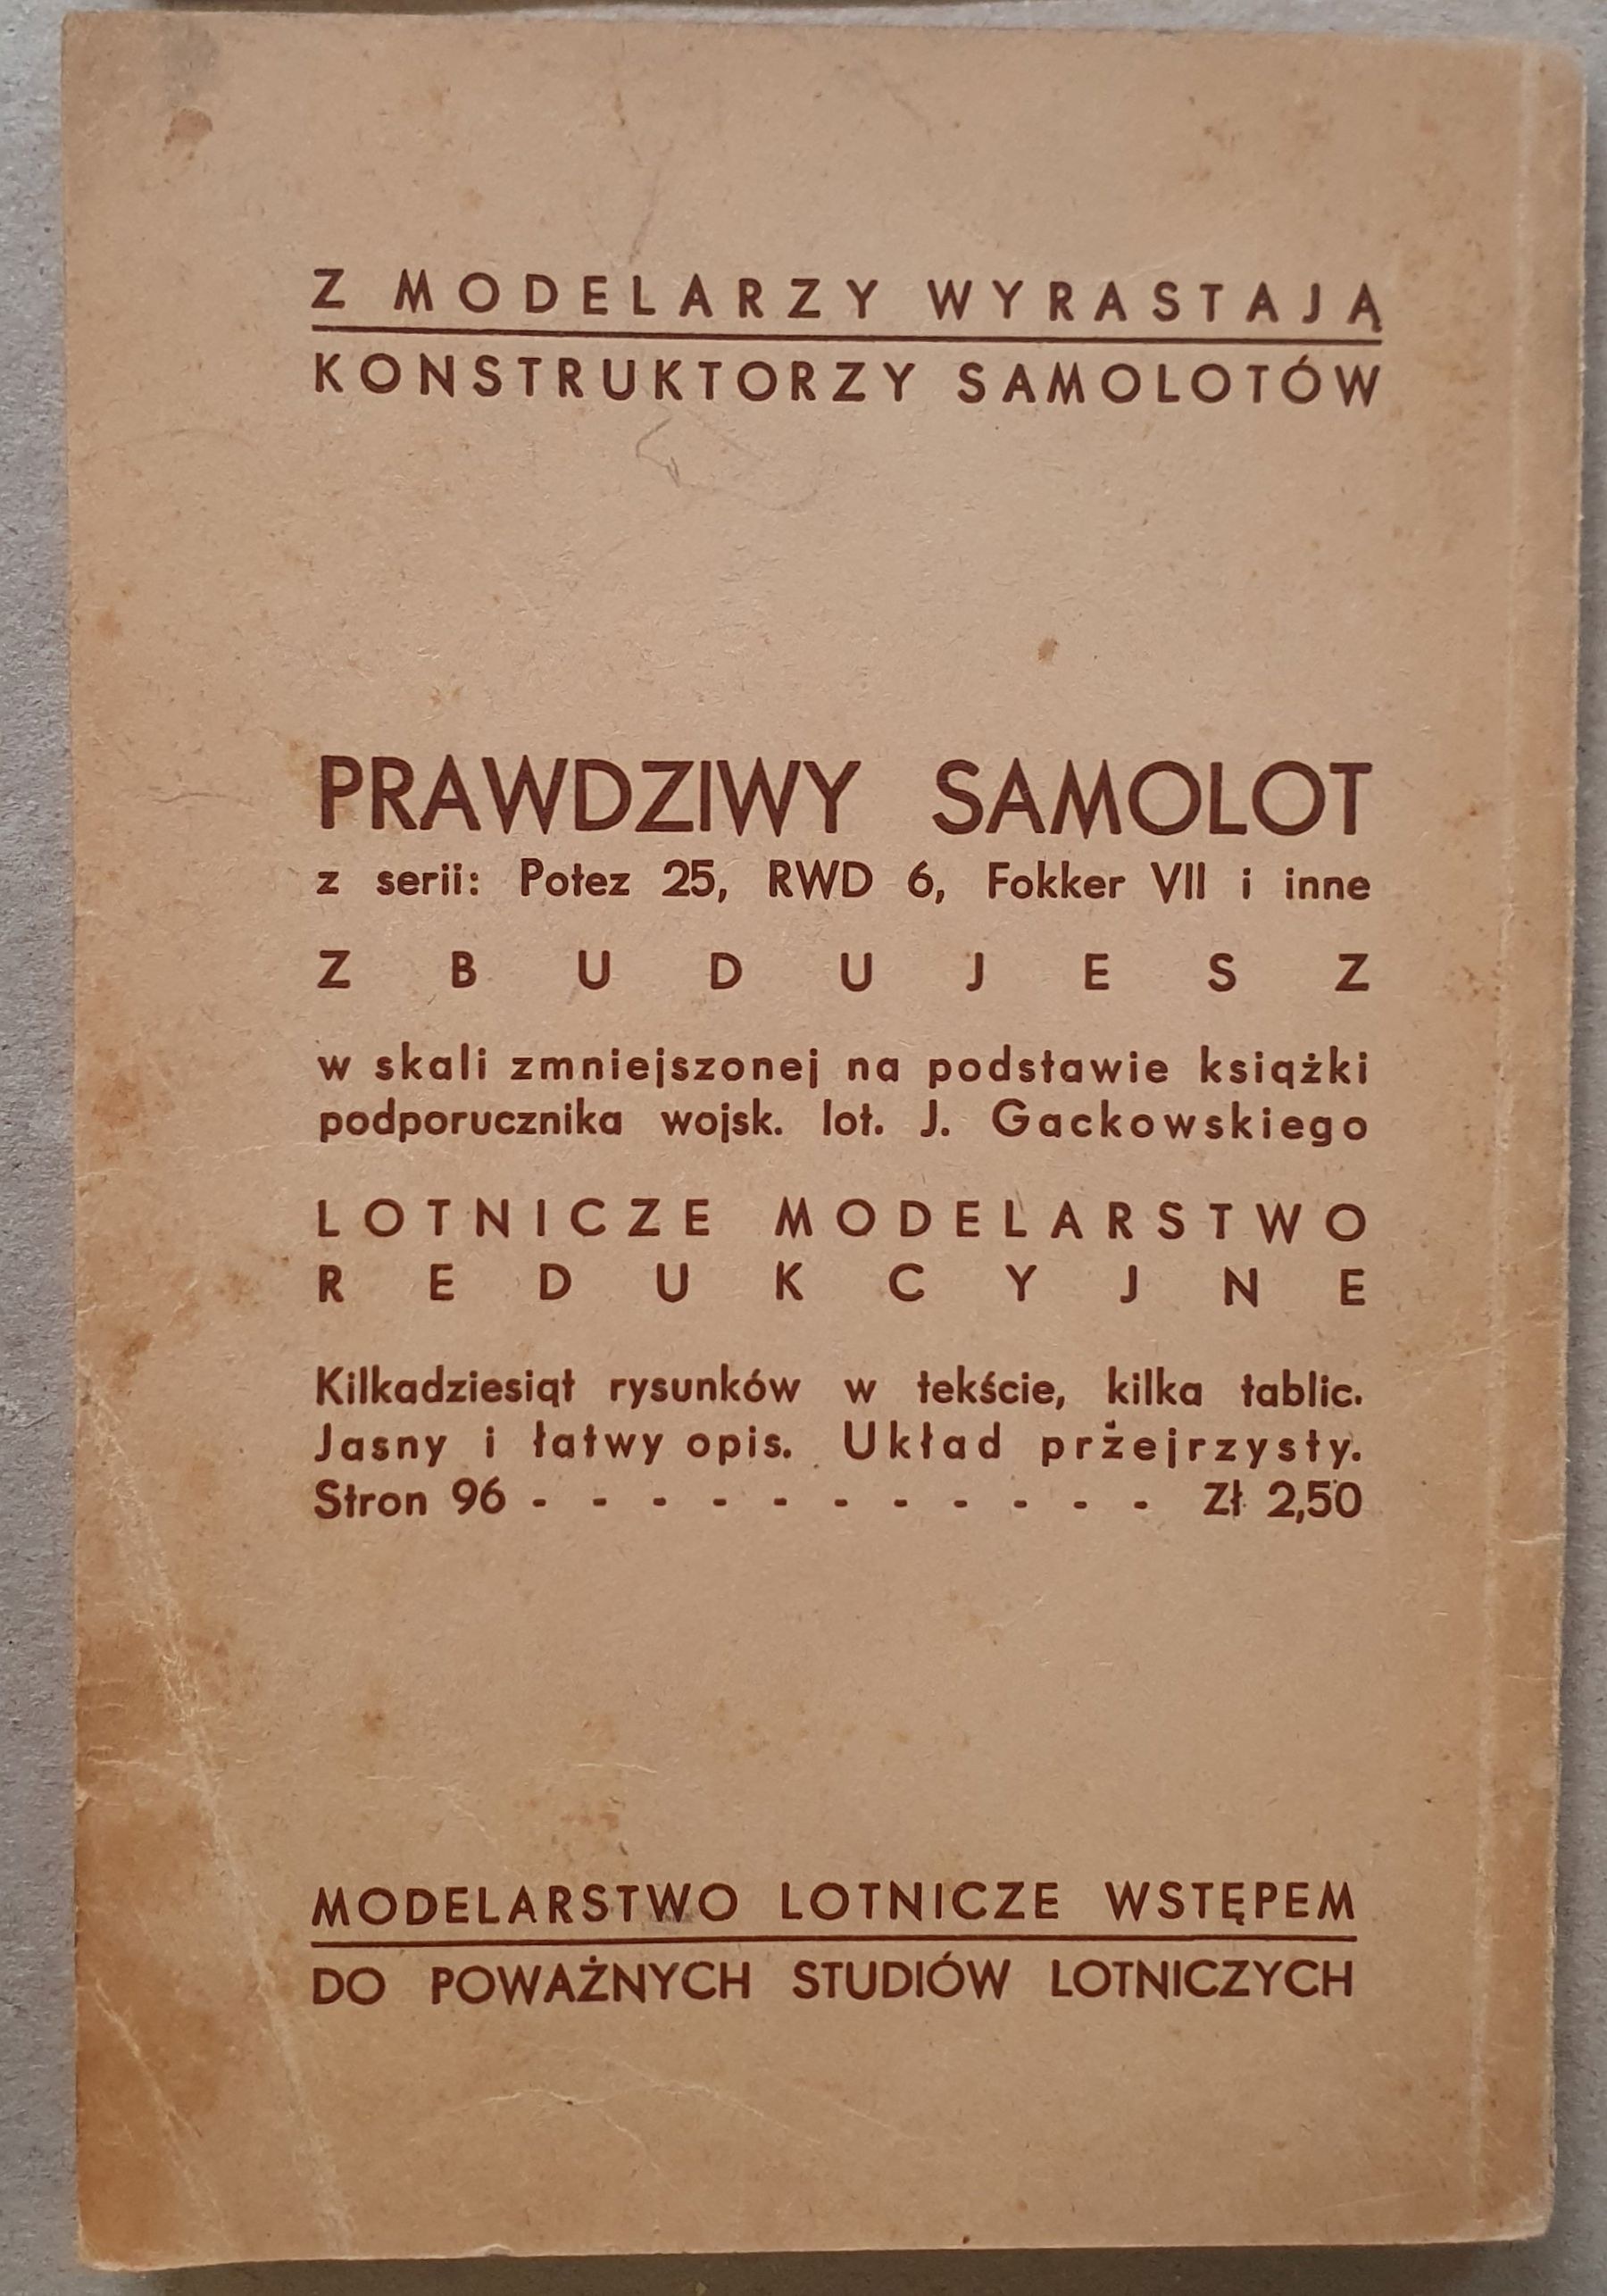 Z MODELARZY WYRASTAJĄ
KONSTRUKTORZY SAMOLOTÓW
PRAWDZIWY SAMOLOT
z serii: Potez 25, RWD 6, Fokker VII i inne
ZBUDUJESZ
w skali zmniejszonej na podstawie książki
podporucznika wojsk. lot. J. Gackowskiego
LOTNICZE MODELARSTWO
REDUKCYJNE
Kilkadziesiąt rysunków w tekście, kilka tablic.
Jasny i łatwy opis. Układ przejrzysty.
Stron 96 - - - - - - - - - - - Zł 2,50
MODELARSTWO LOTNICZE WSTĘPEM
DO POWAŻNYCH STUDIÓW LOTNICZYCH